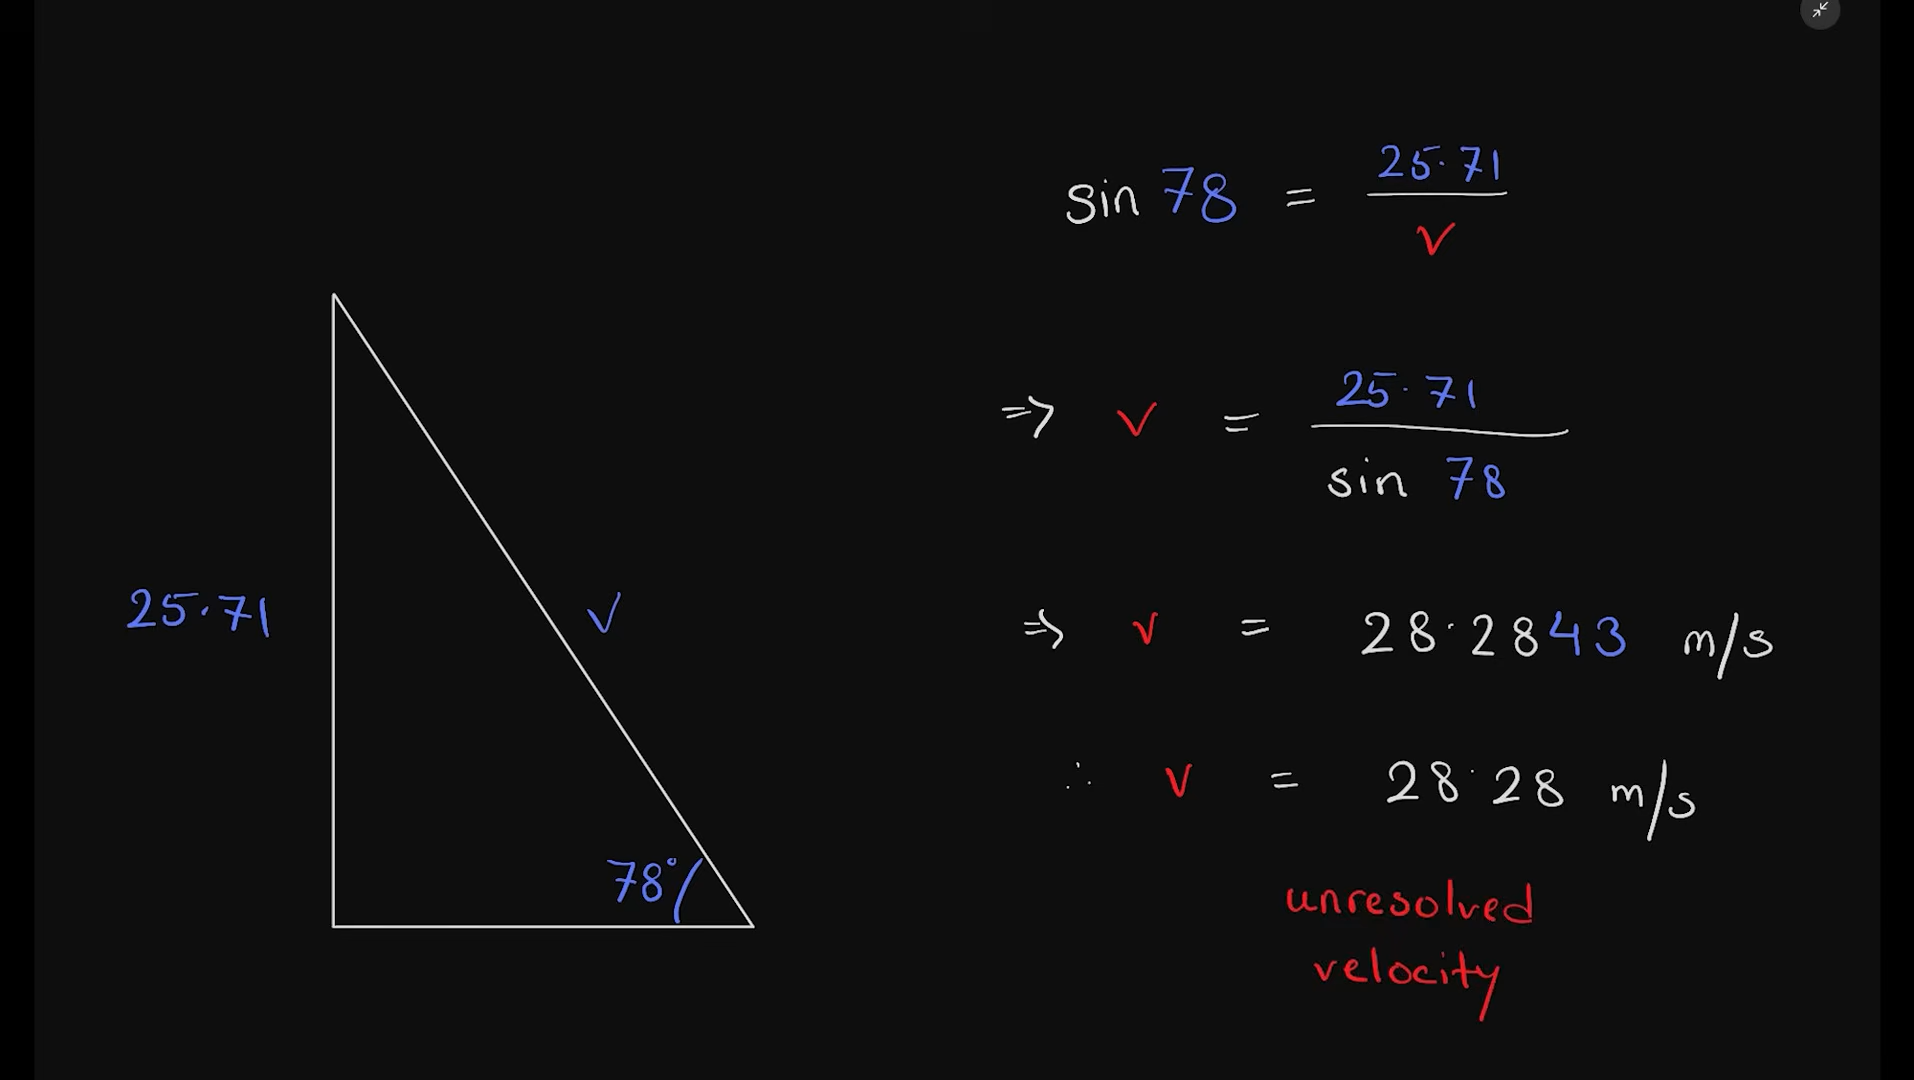 sin 78 = 25.71 / v
⇒ v = 25.71 / sin 78
⇒ v = 28.2843 m/s
∴ v = 28.28 m/s
unresolved
velocity
25.71
v
78°